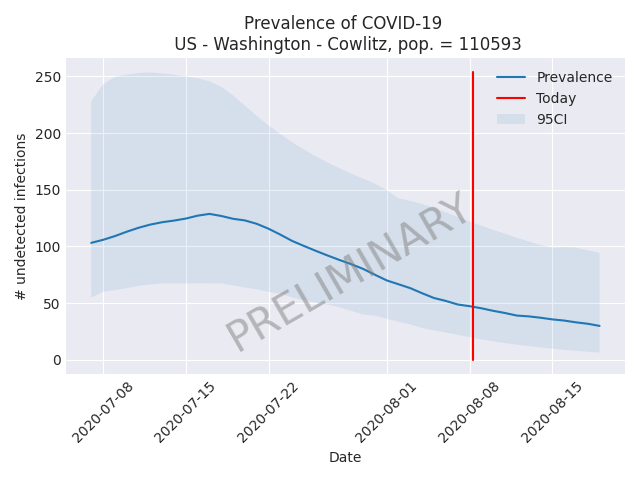 Prevalence of COVID-19
US - Washington - Cowlitz, pop. = 110593
# undetected infections
250
200
150
100
50
0
Prevalence
Today
95CI
PRELIMINARY
2020-07-08
2020-07-15
2020-07-22
2020-08-01
2020-08-08
2020-08-15
Date